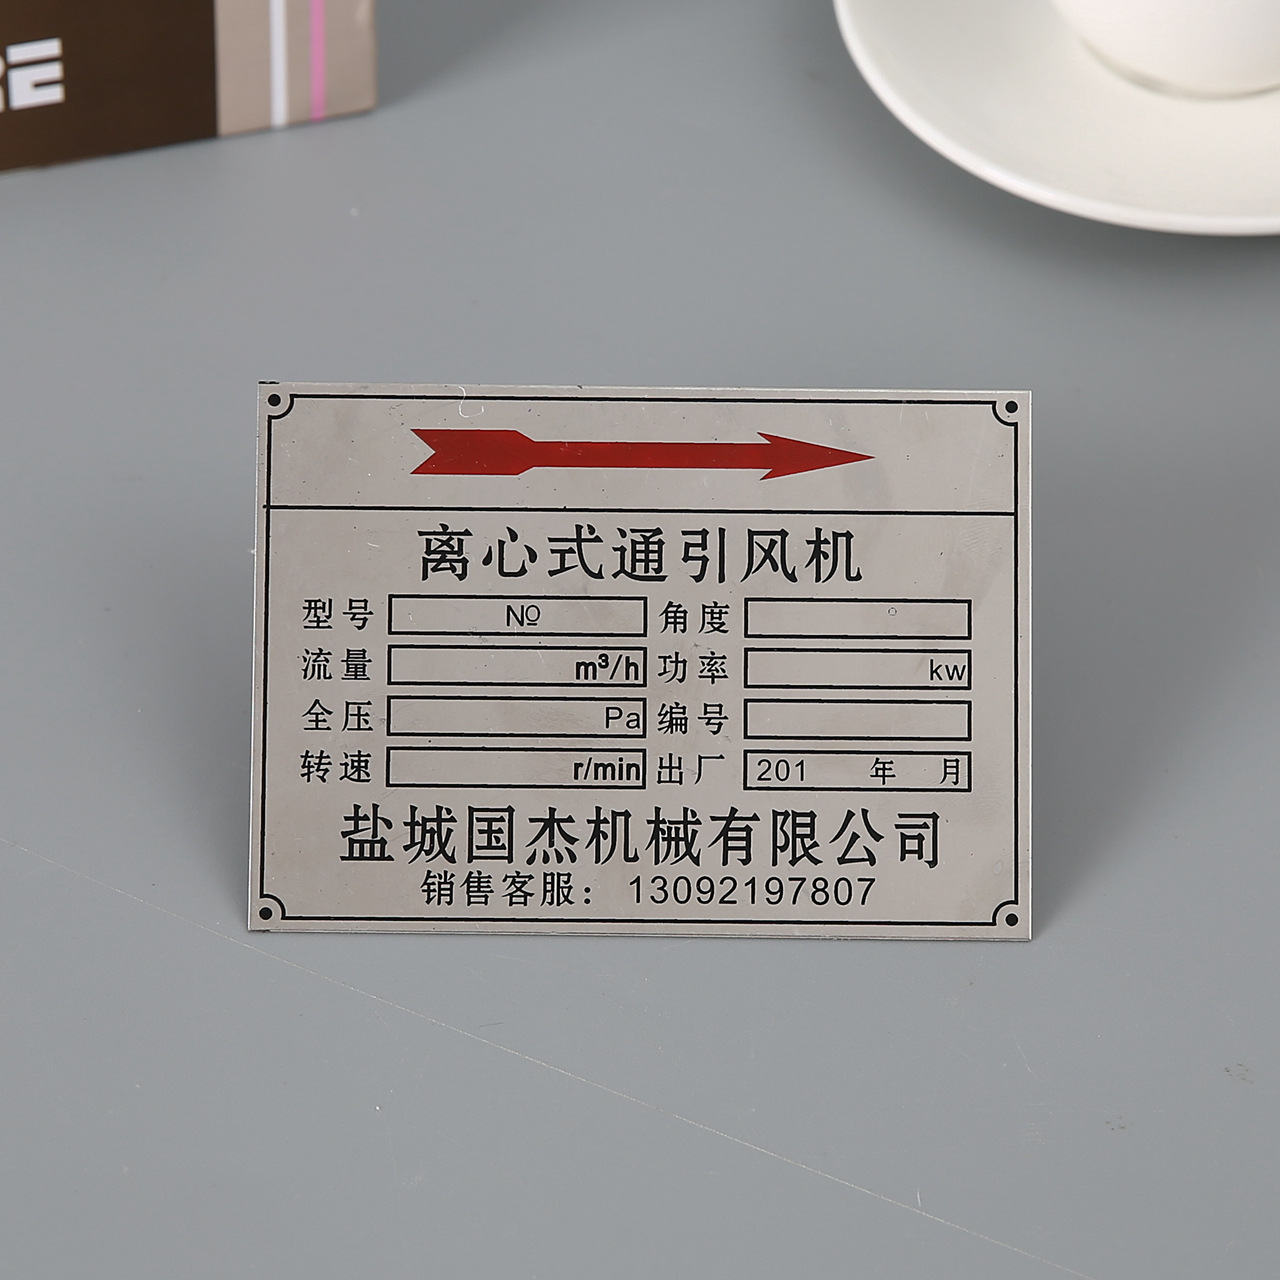 离心式通引风机
型号 № 角度 °
流量 m³/h 功率 kw
全压 Pa 编号
转速 r/min 出厂 201 年 月
盐城国杰机械有限公司
销售客服： 13092197807